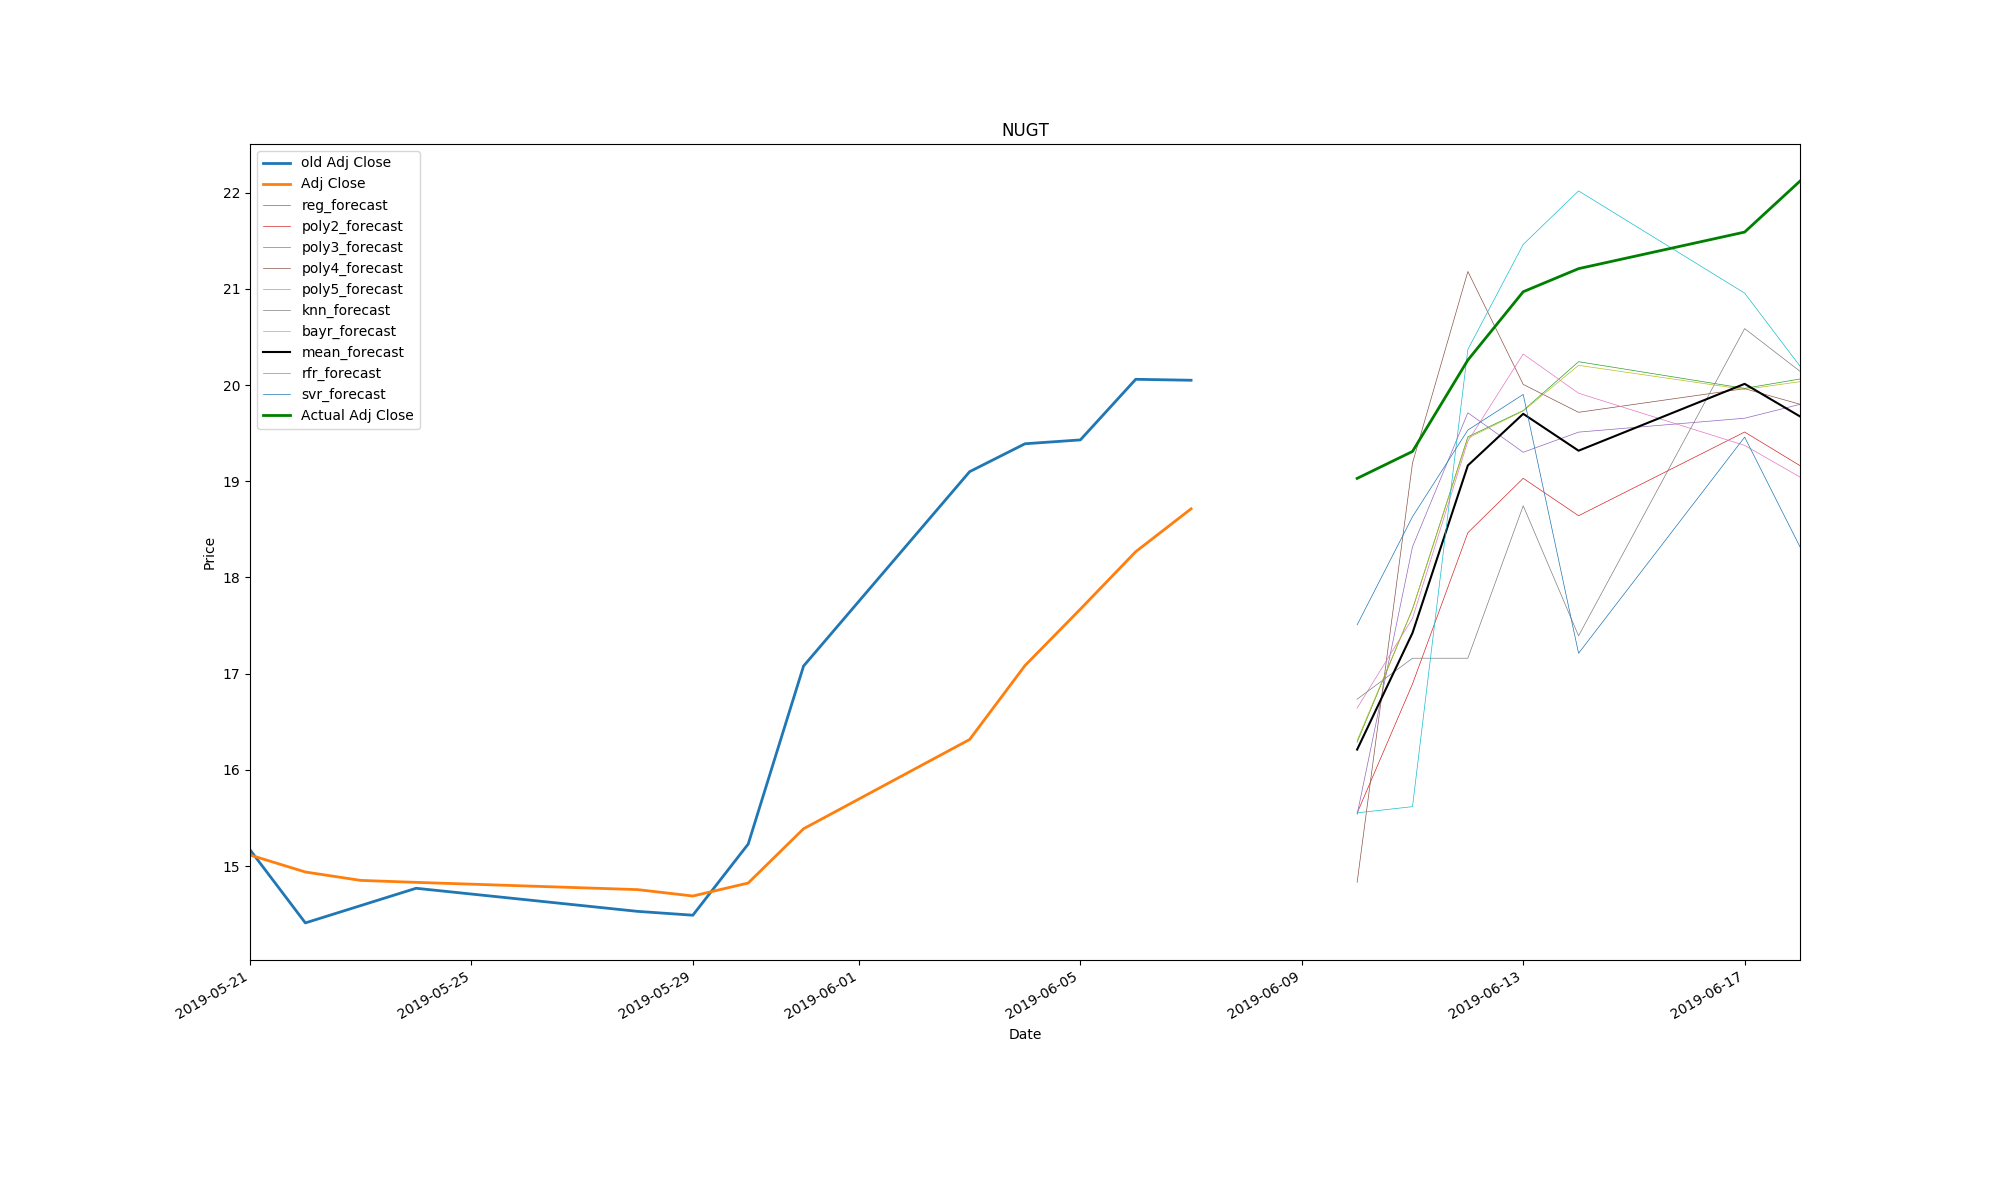 NUGT
old Adj Close
Adj Close
reg_forecast
poly2_forecast
poly3_forecast
poly4_forecast
poly5_forecast
knn_forecast
bayr_forecast
mean_forecast
rfr_forecast
svr_forecast
Actual Adj Close
22
21
20
19
18
17
16
15
Price
2019-05-21
2019-05-25
2019-05-29
2019-06-01
2019-06-05
2019-06-09
2019-06-13
2019-06-17
Date